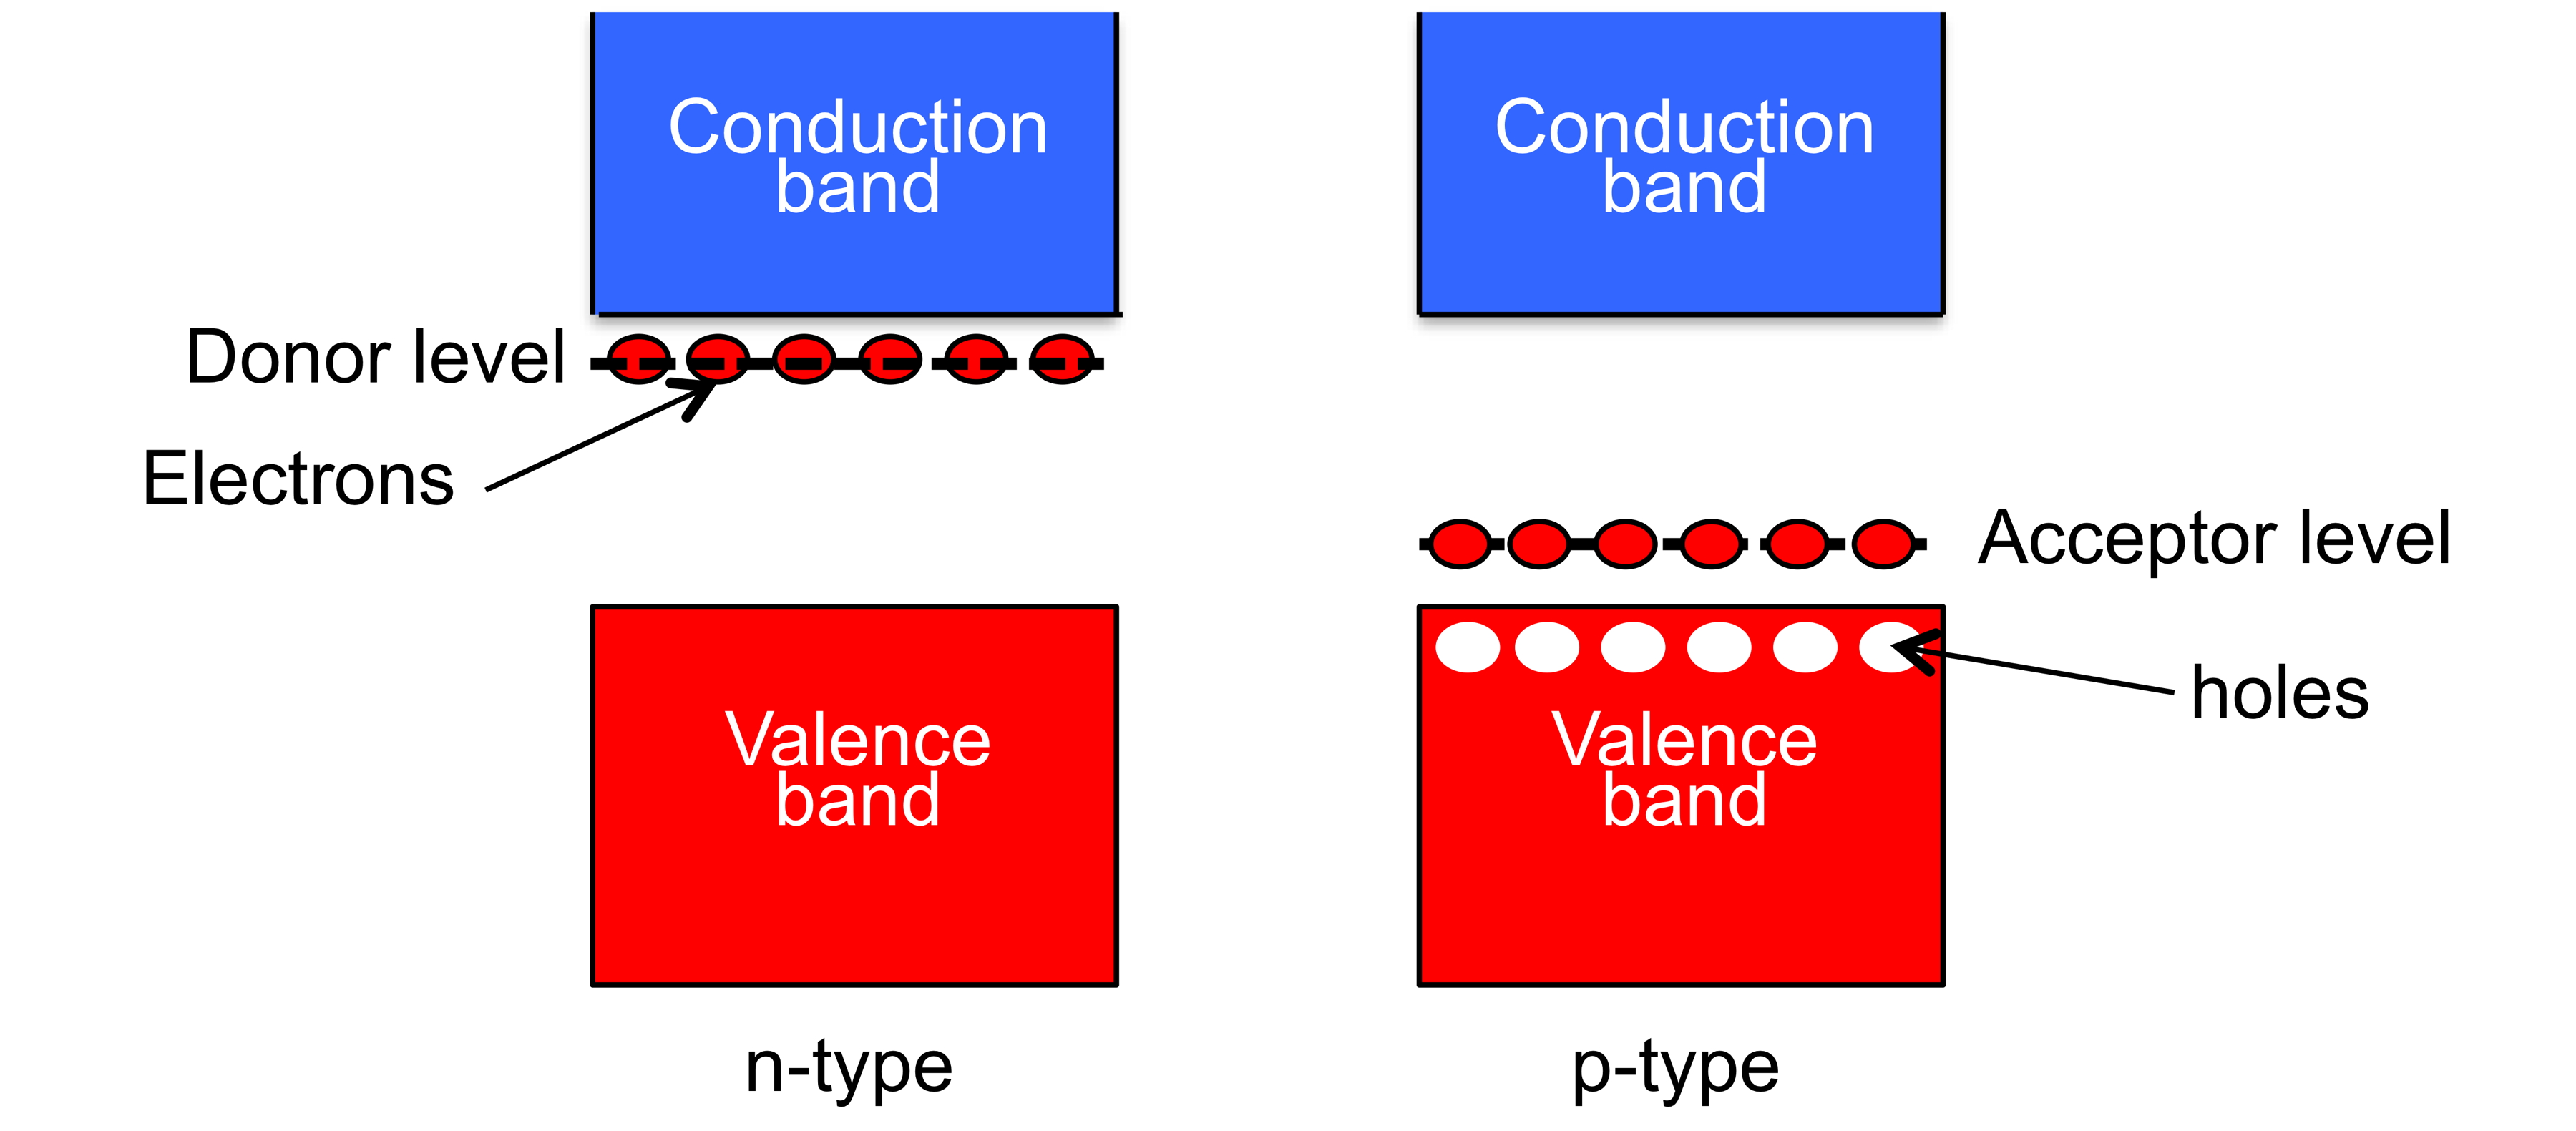 Conduction
band
Conduction
band
Donor level
Electrons
Acceptor level
holes
Valence
band
Valence
band
n-type
p-type